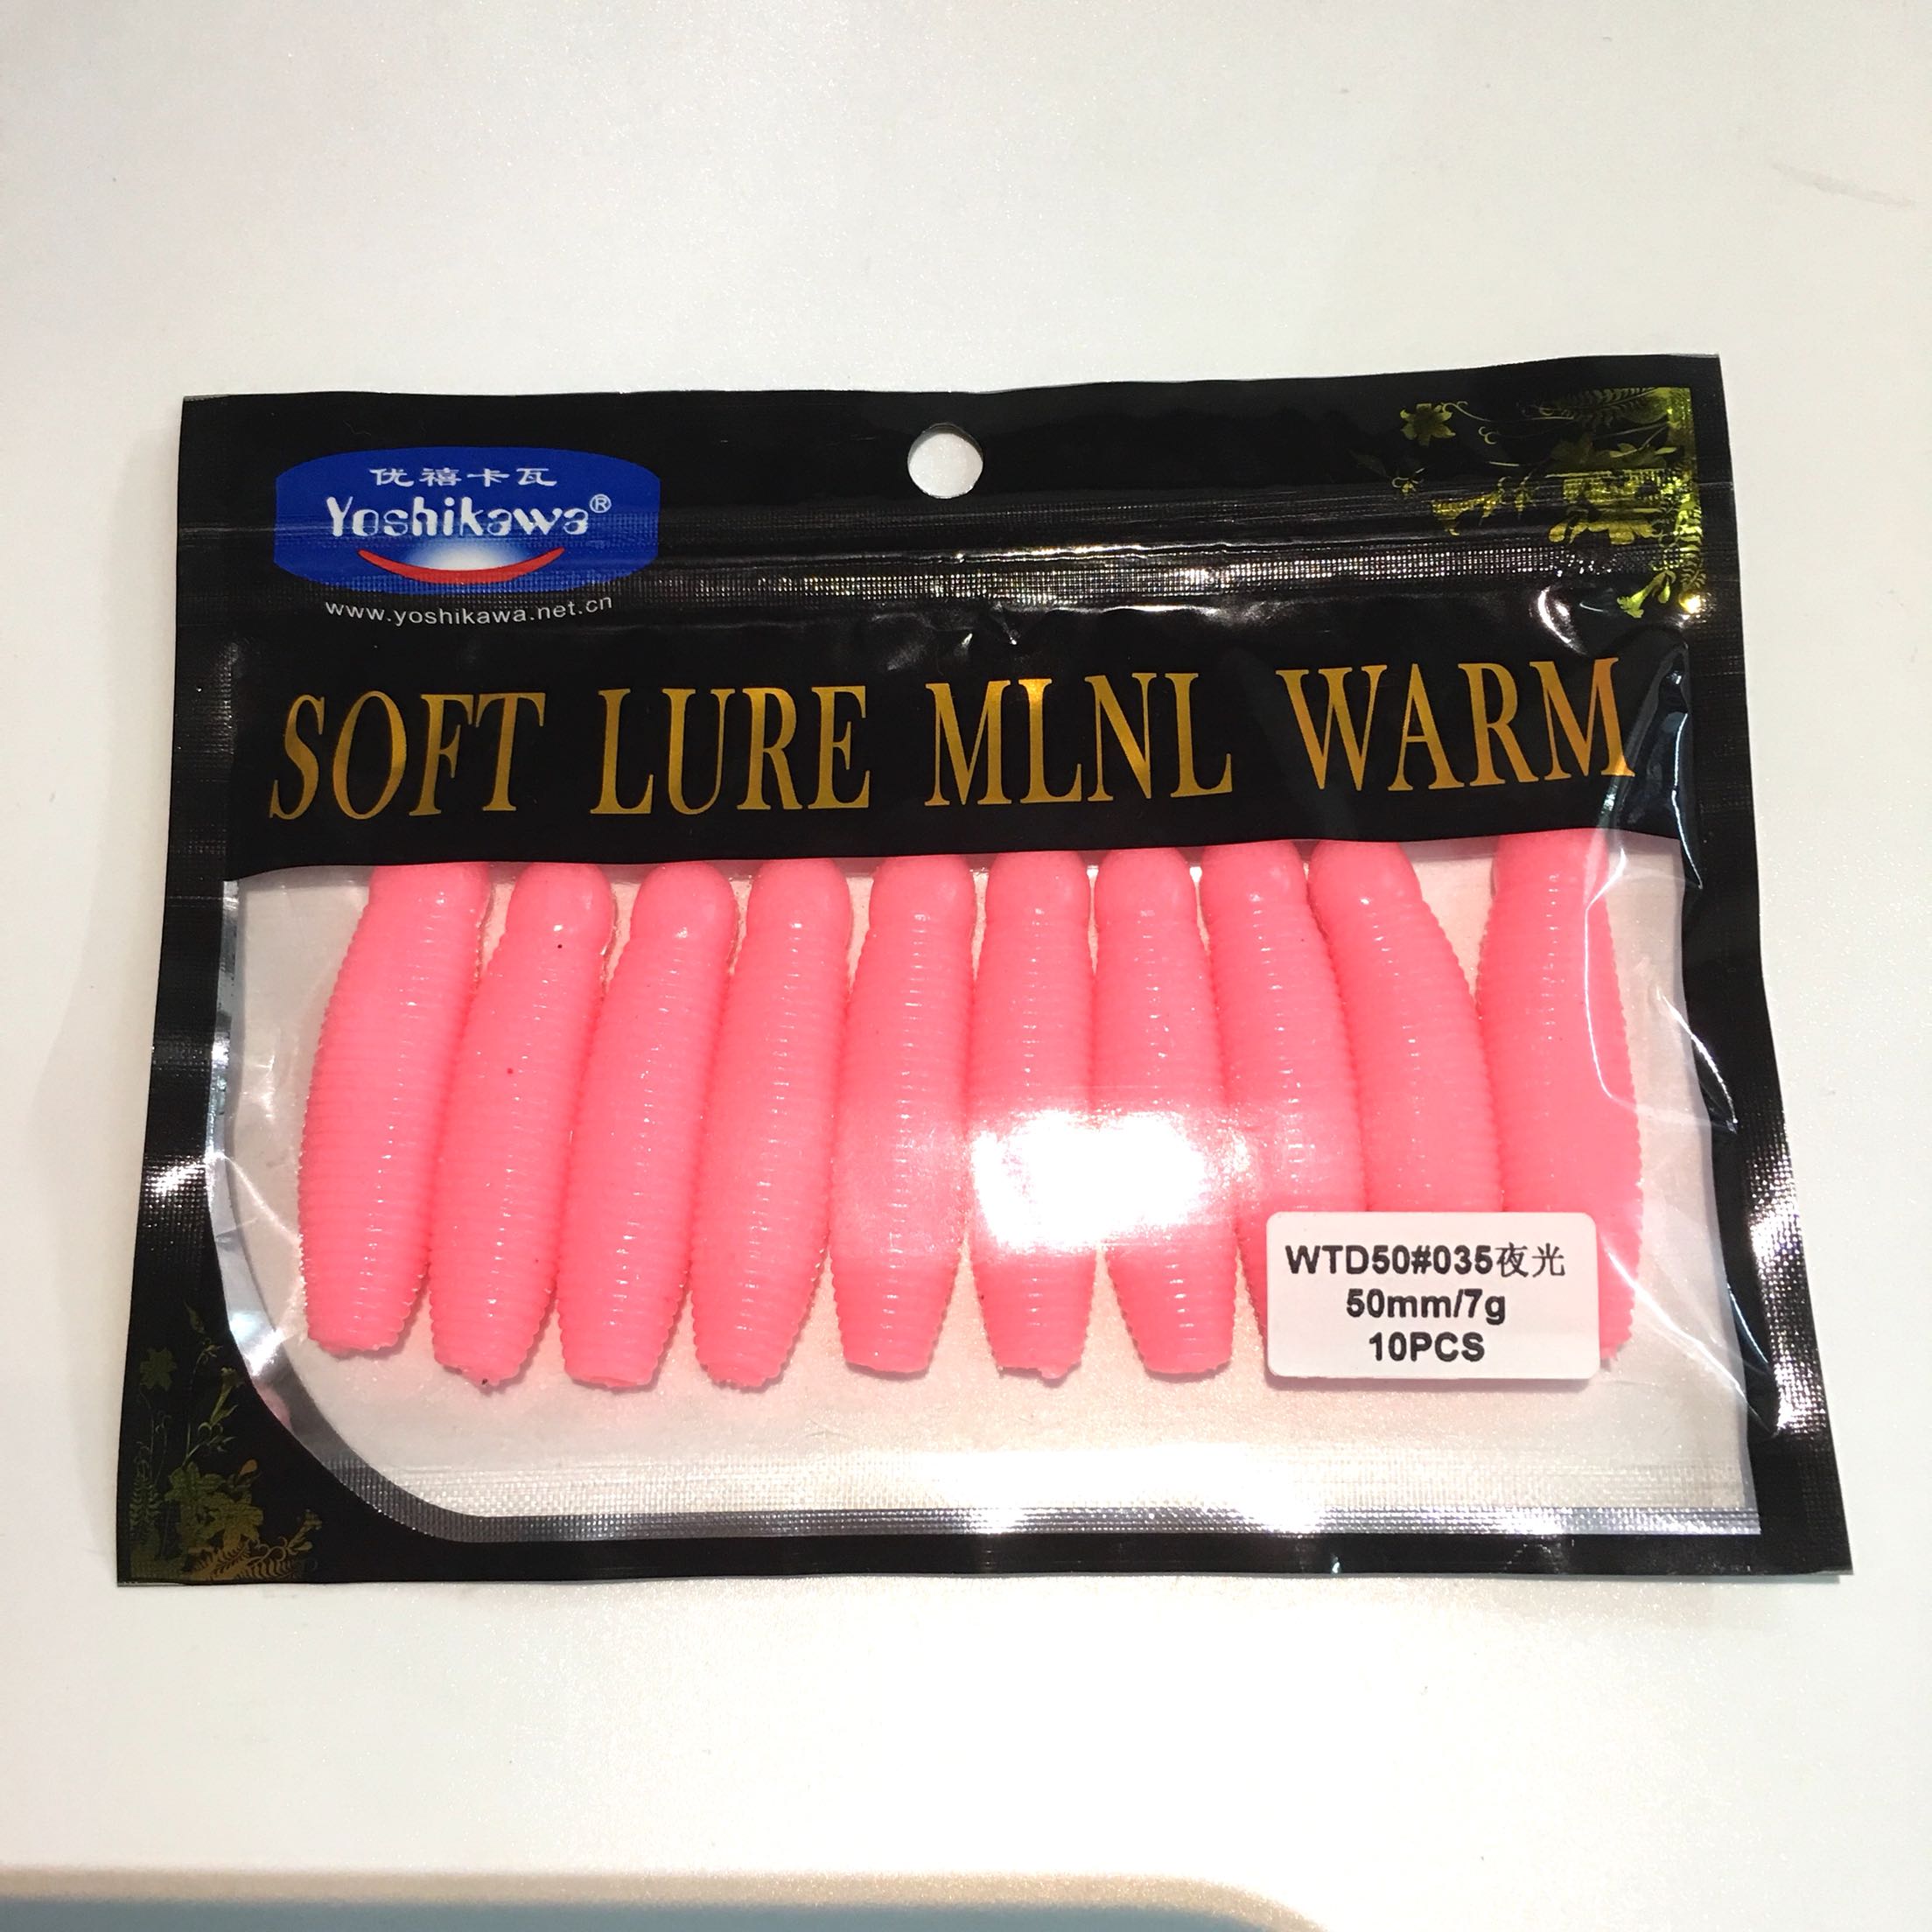 优禧卡瓦
Yoshikawa®
www.yoshikawa.net.cn
SOFT LURE MLNL WARM
WTD50#035夜光
50mm/7g
10PCS